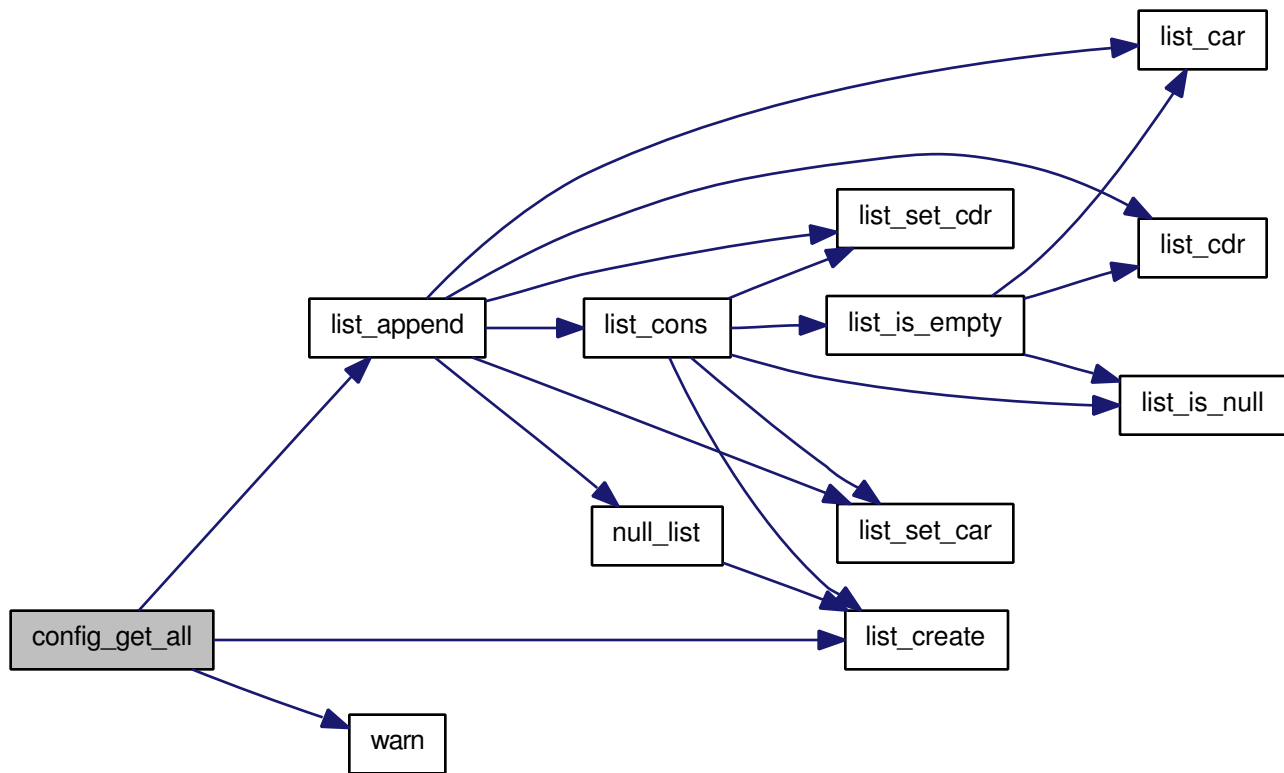 list_car
list_set_cdr
list_cdr
list_append
list_cons
list_is_empty
list_is_null
null_list
list_set_car
config_get_all
list_create
warn